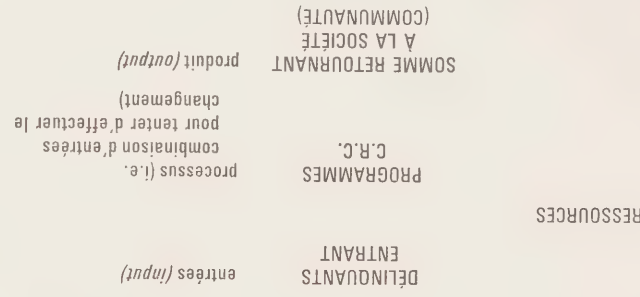 DÉLINQUANTS
ENTRANT
entrées (input)
RESSOURCES
PROGRAMMES
C.R.C.
processus (i.e.
combinaison d'entrées
pour tenter d'effectuer le
changement)
SOMME RETOURNANT
À LA SOCIÉTÉ
(COMMUNAUTÉ)
produit (output)